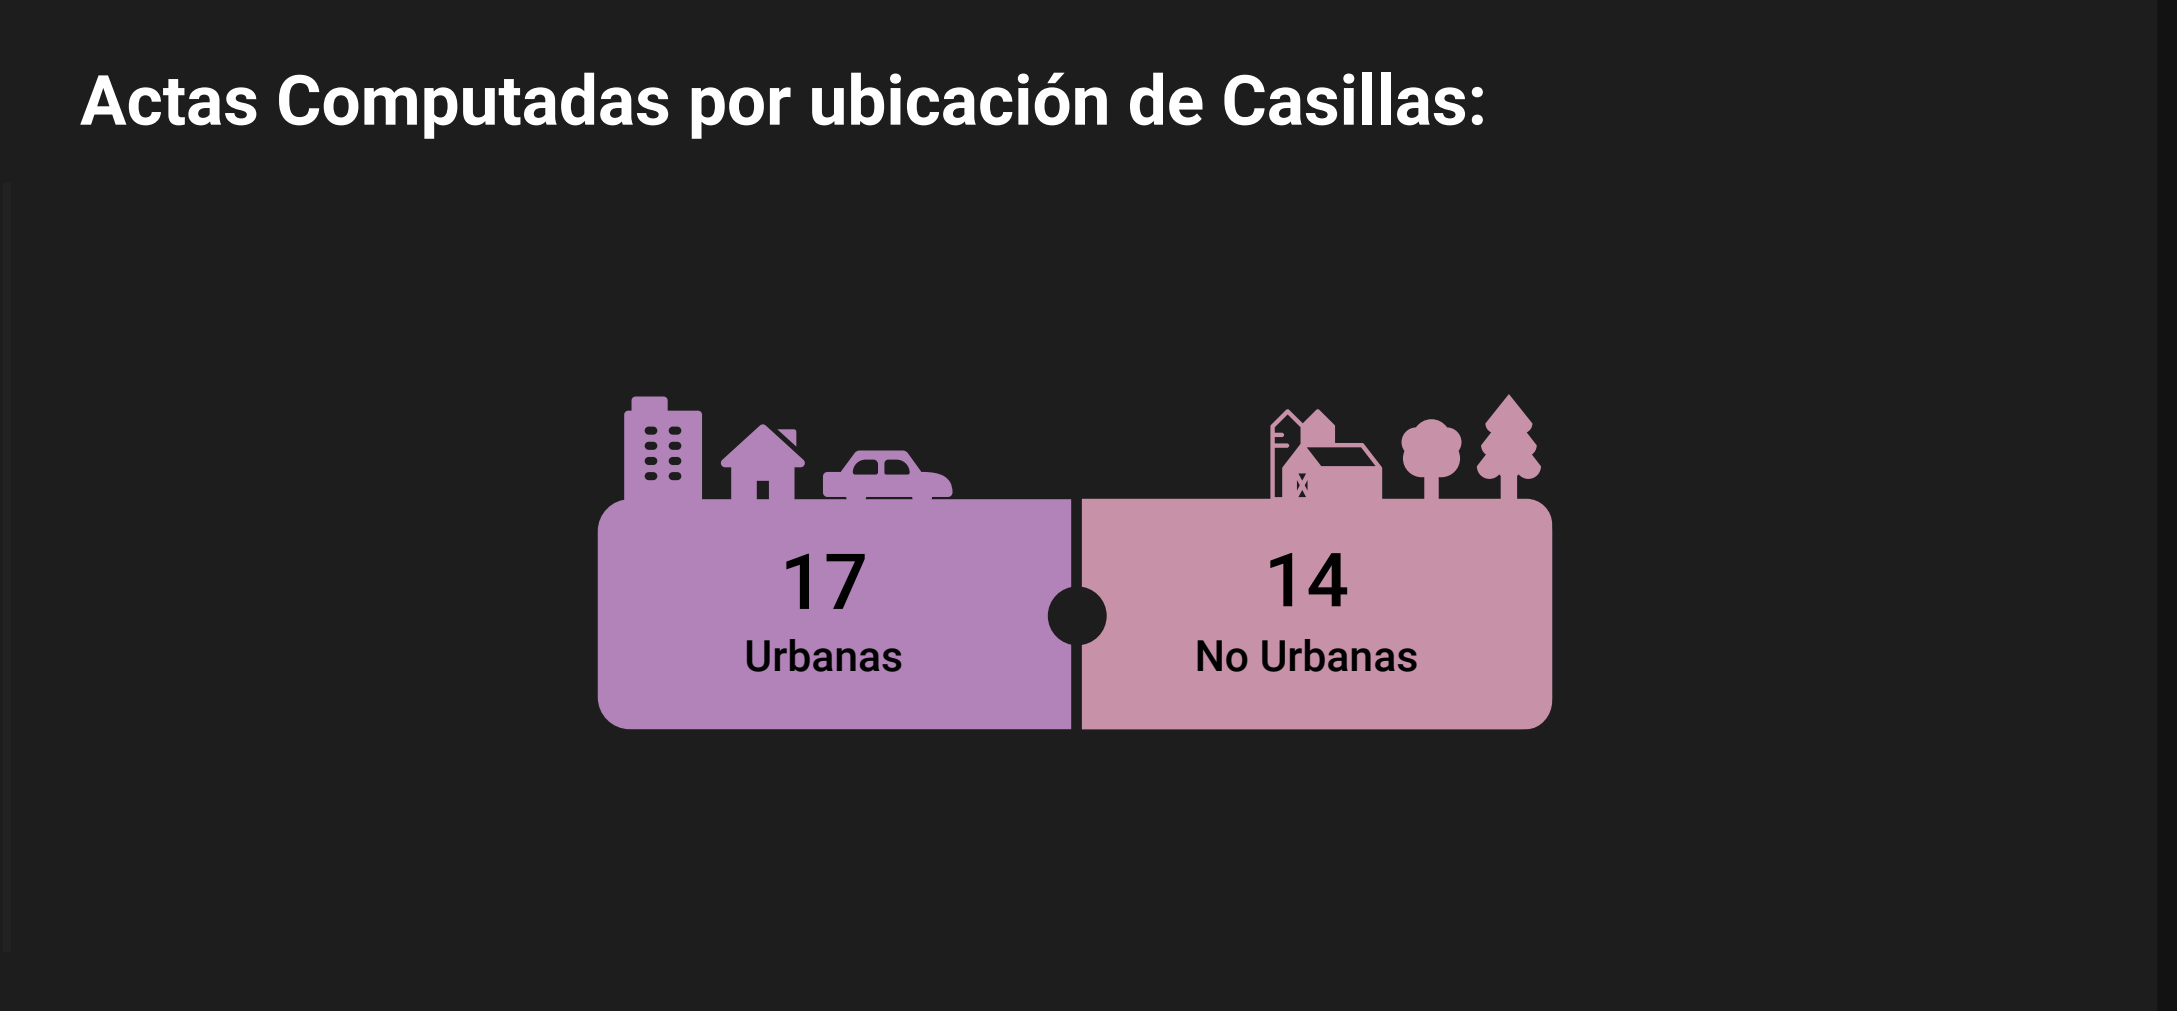 Actas Computadas por ubicación de Casillas:
17
Urbanas
14
No Urbanas